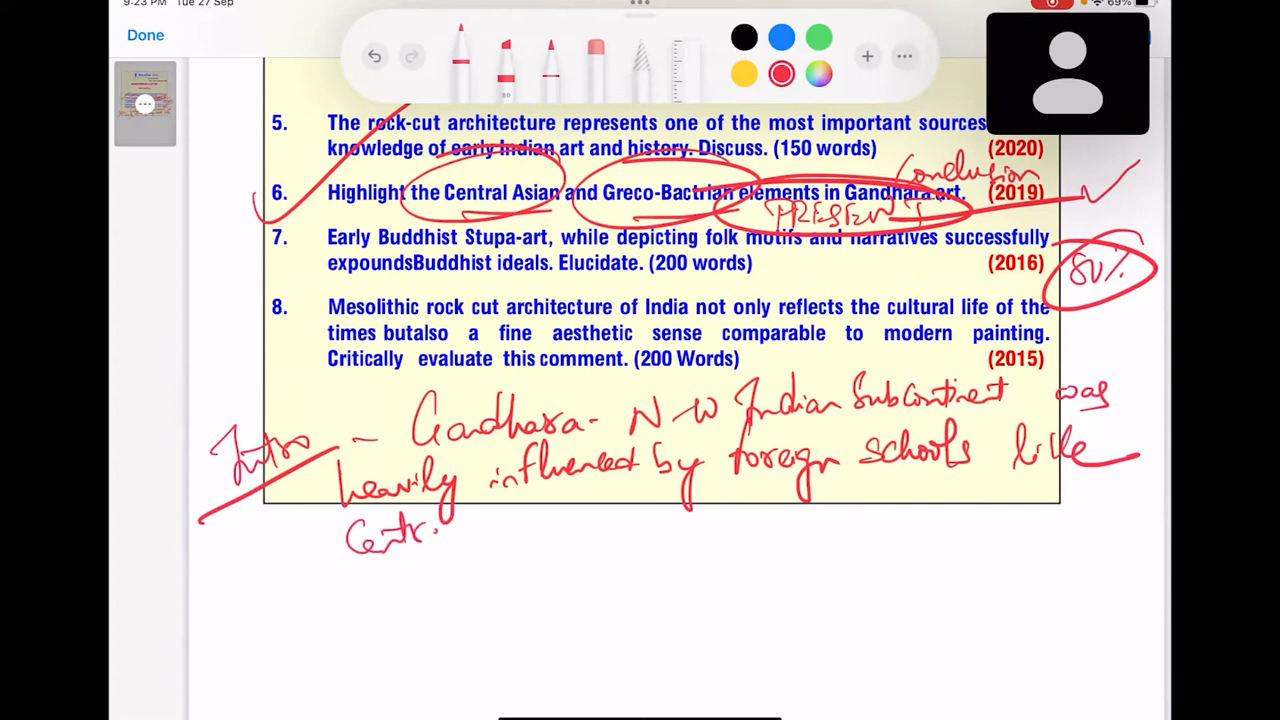 9:23 PM Tue 27 Sep
69%
Done
80
5. The rock-cut architecture represents one of the most important sources
knowledge of early Indian art and history. Discuss. (150 words) (2020)
Conclusion
6. Highlight the Central Asian and Greco-Bactrian elements in Gandhara art. (2019)
PRESENT
7. Early Buddhist Stupa-art, while depicting folk motifs and narratives successfully
expoundsBuddhist ideals. Elucidate. (200 words) (2016)
80%
8. Mesolithic rock cut architecture of India not only reflects the cultural life of the
times butalso a fine aesthetic sense comparable to modern painting.
Critically evaluate this comment. (200 Words) (2015)
Intro - Gandhara - N-W Indian Subcontinent was
heavily influenced by foreign schools like
Centr.